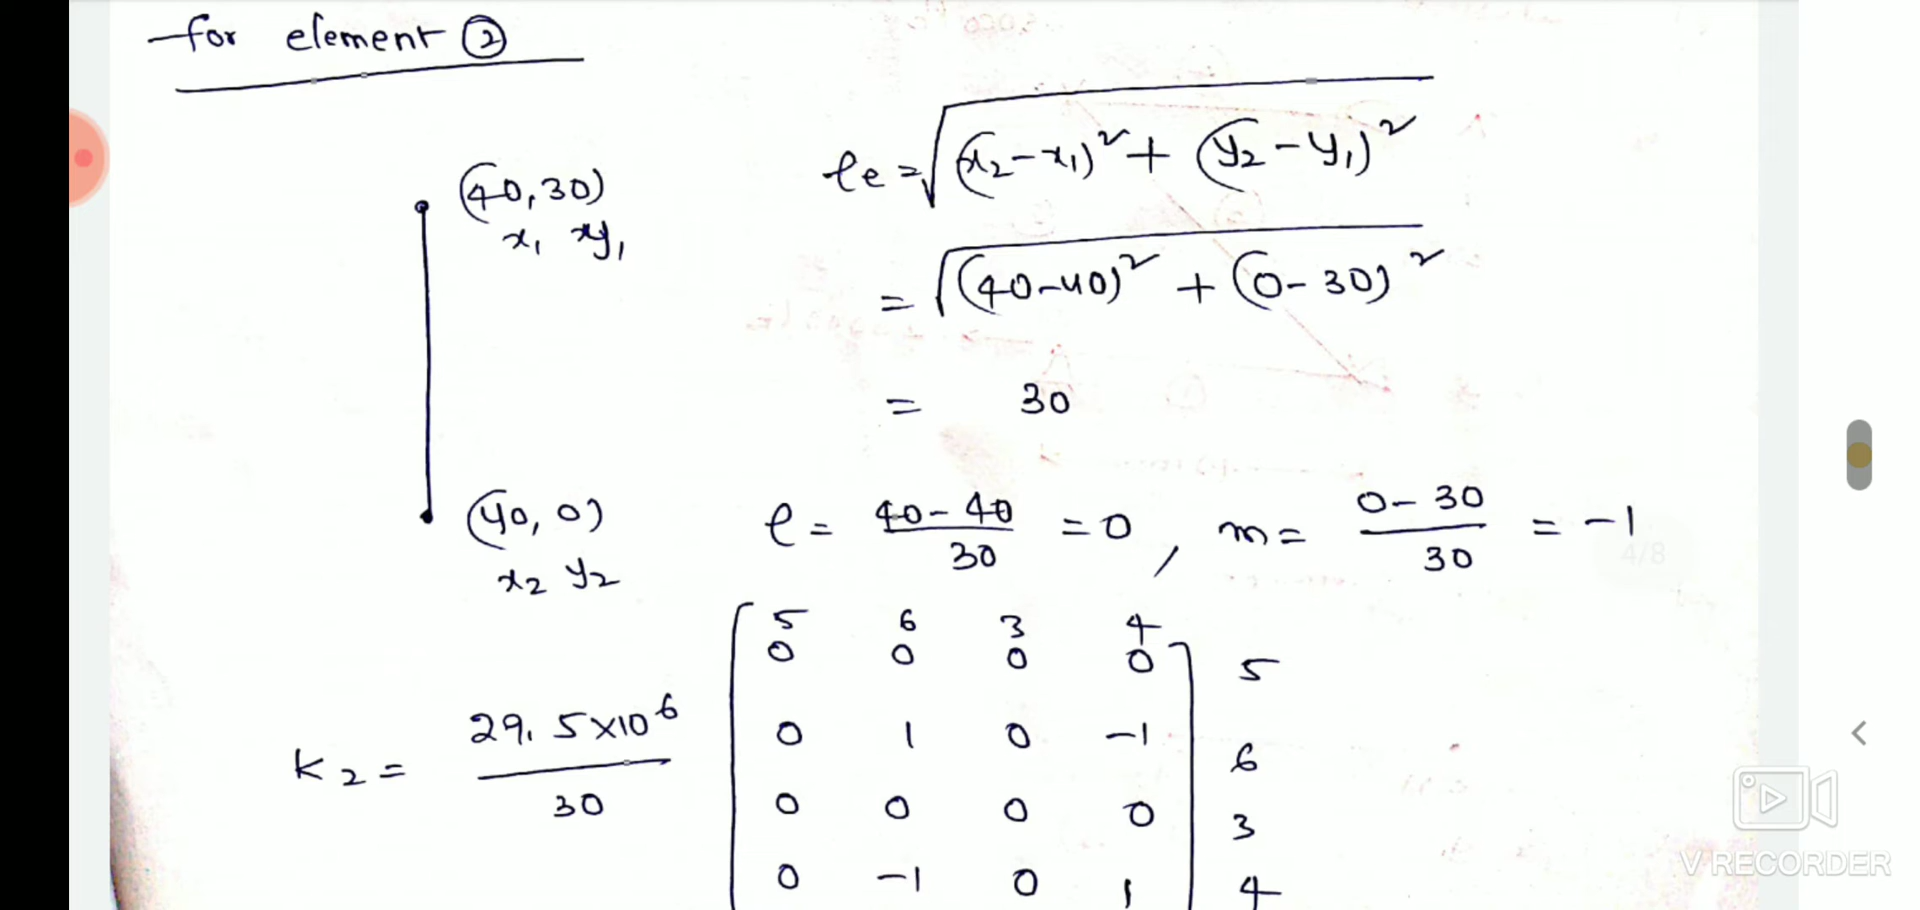 for element ②
le = √(x2 - x1)² + (y2 - y1)²
(40, 30)
x1 xy1
= √(40-40)² + (0-30)²
= 30
(40, 0)
x2 y2
l = 40-40/30 = 0, m = 0-30/30 = -1
4/8
5 6 3 4
0 0 0 0 5
K2 = 29.5×10⁶/30
0 1 0 -1 6
0 0 0 0 3
0 -1 0 1 4
V RECORDER